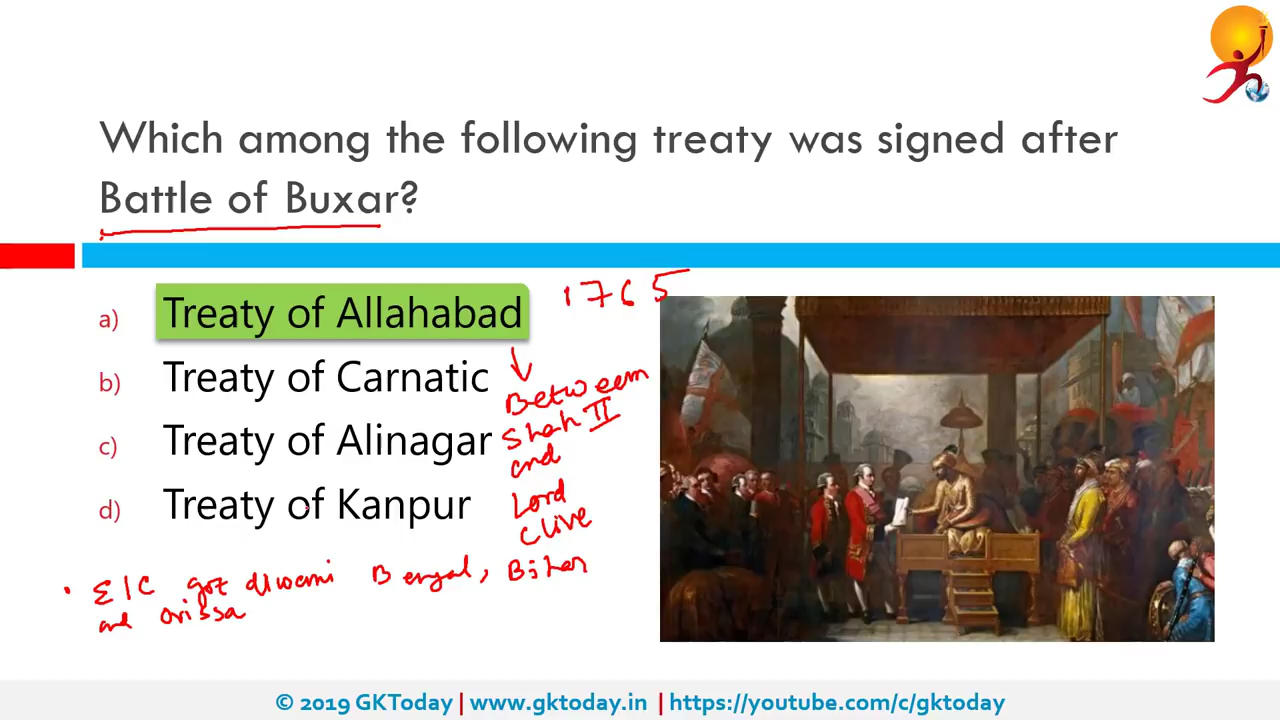 Which among the following treaty was signed after
Battle of Buxar?
a) Treaty of Allahabad
1765
b) Treaty of Carnatic
Between
Shah II
c) Treaty of Alinagar
and
d) Treaty of Kanpur
Lord
Clive
• EIC got diwani Bengal, Bihar
and Orissa
© 2019 GKToday | www.gktoday.in | https://youtube.com/c/gktoday